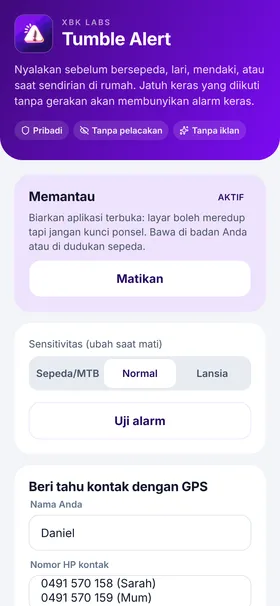 XBK LABS
Tumble Alert
Nyalakan sebelum bersepeda, lari, mendaki, atau
saat sendirian di rumah. Jatuh keras yang diikuti
tanpa gerakan akan membunyikan alarm keras.
Pribadi
Tanpa pelacakan
Tanpa iklan
Memantau
AKTIF
Biarkan aplikasi terbuka: layar boleh meredup
tapi jangan kunci ponsel. Bawa di badan Anda
atau di dudukan sepeda.
Matikan
Sensitivitas (ubah saat mati)
Sepeda/MTB
Normal
Lansia
Uji alarm
Beri tahu kontak dengan GPS
Nama Anda
Daniel
Nomor HP kontak
0491 570 158 (Sarah)
0491 570 159 (Mum)